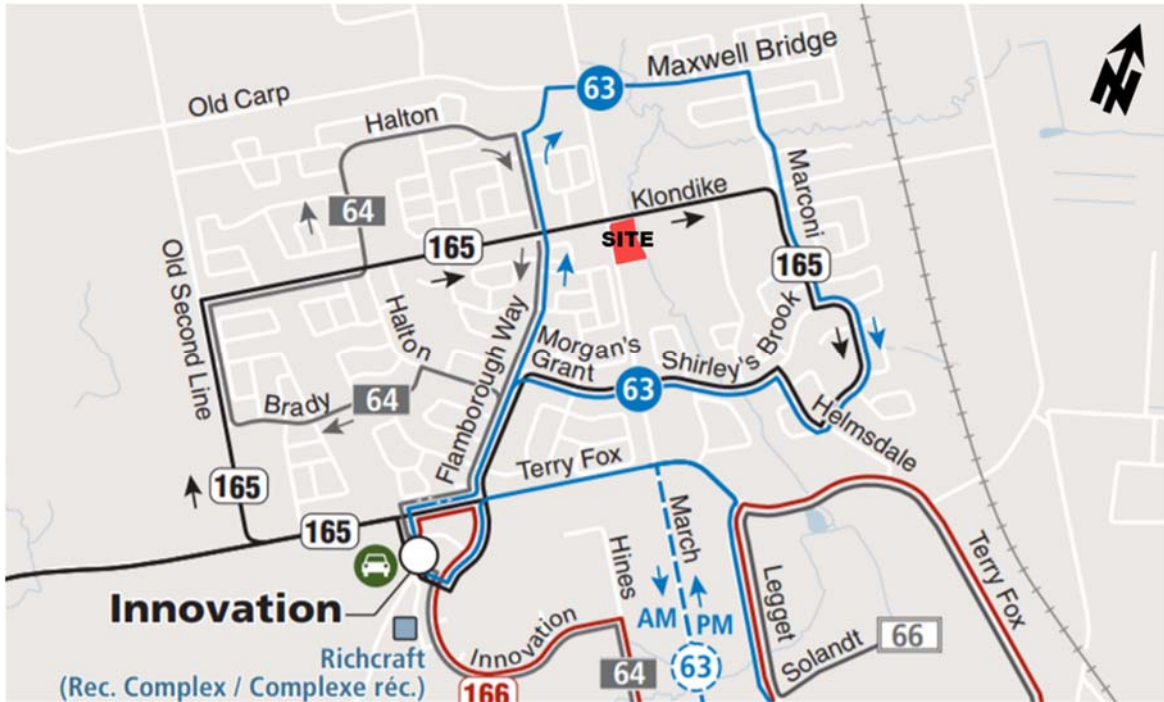 Maxwell Bridge
63
N
Old Carp
Halton
Klondike
64
SITE
Marconi
165
165
Old Second Line
Halton
Flamborough Way
Morgan's
Grant
Shirley's Brook
63
Brady
64
Helmsdale
Terry Fox
165
165
March
Hines
Terry Fox
Legget
Innovation
AM
PM
Innovation
Solandt
66
Richcraft
(Rec. Complex / Complexe réc.)
64
63
166